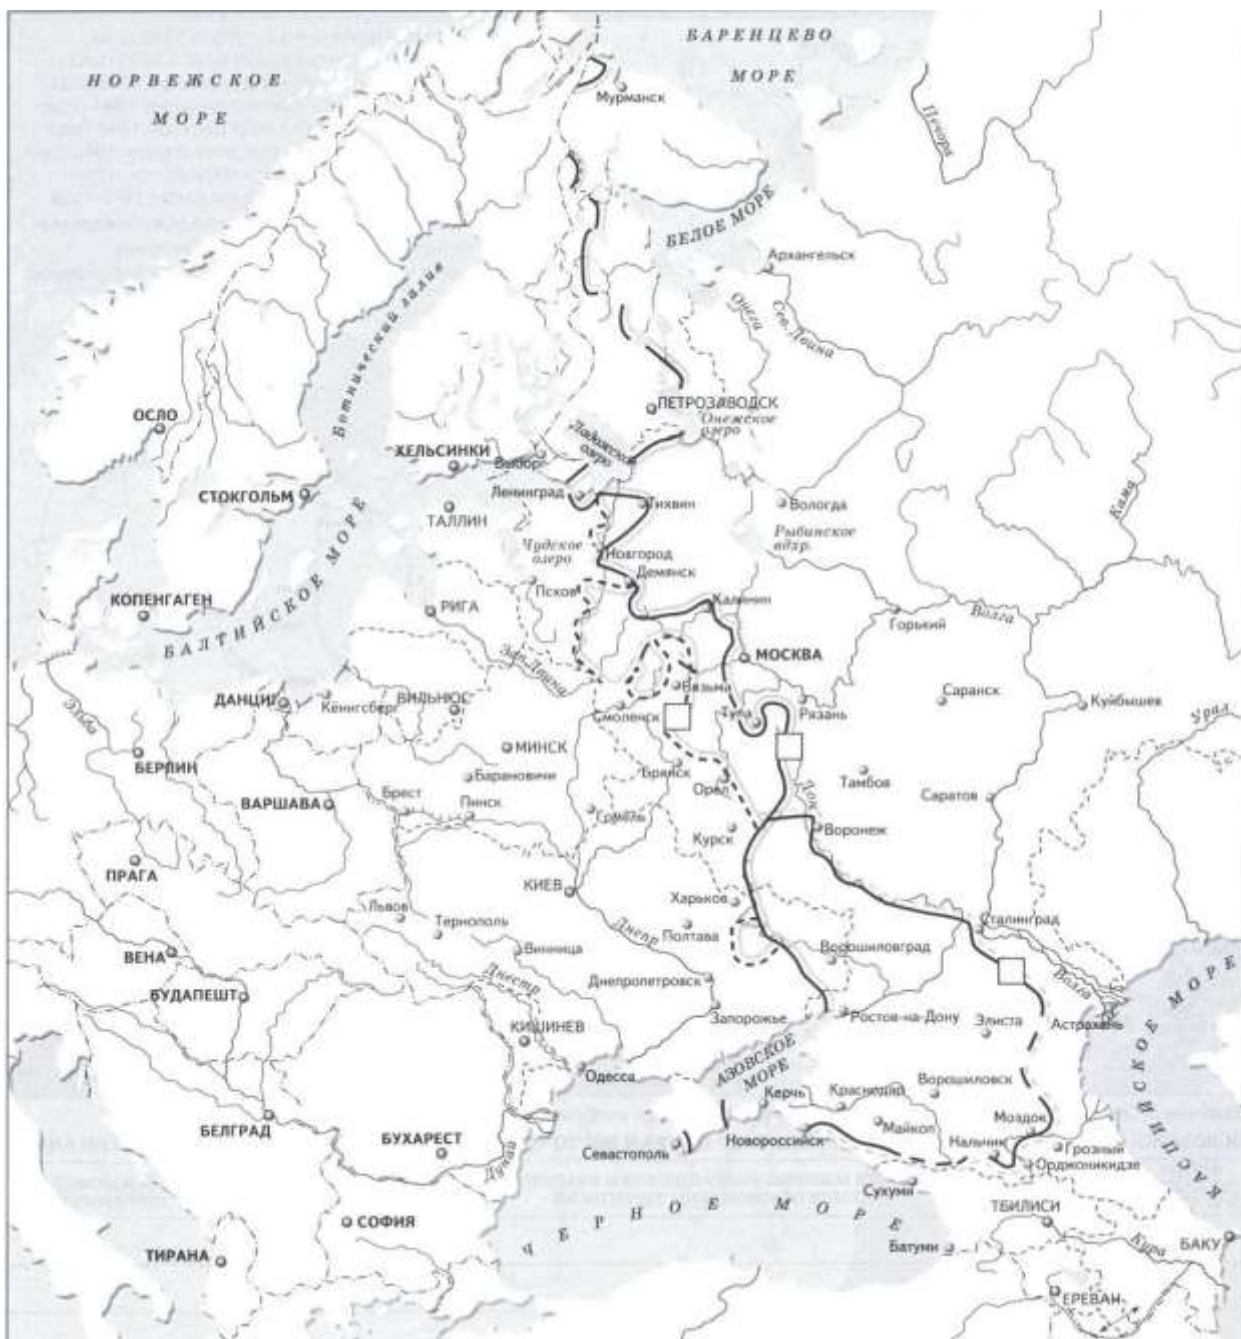 БАРЕНЦЕВО
МОРЕ
НОРВЕЖСКОЕ
МОРЕ
Мурманск
Печора
БЕЛОЕ МОРЕ
Архангельск
Онега
Сев. Двина
Ботнический залив
ПЕТРОЗАВОДСК
Онежское
озеро
ОСЛО
Ладожское
озеро
ХЕЛЬСИНКИ
Выборг
СТОКГОЛЬМ
Ленинград
Тихвин
Вологда
Кама
ТАЛЛИН
Чудское
озеро
Рыбинское
вдхр.
Новгород
Демянск
Псков
КОПЕНГАГЕН
РИГА
Калинин
Горький
Волга
БАЛТИЙСКОЕ МОРЕ
Зап. Двина
МОСКВА
Вязьма
Саранск
Куйбышев
Урал
Эльба
ДАНЦИГ
Кёнигсберг
ВИЛЬНЮС
Смоленск
Тула
Рязань
БЕРЛИН
МИНСК
Барановичи
Брянск
Орёл
Тамбов
Саратов
ВАРШАВА
Брест
Пинск
Гомель
Дон
Курск
Воронеж
ПРАГА
КИЕВ
Львов
Тернополь
Харьков
Днепр
Полтава
Сталинград
ВЕНА
Винница
Ворошиловград
БУДАПЕШТ
Днестр
Днепропетровск
Волга
КИШИНЕВ
Запорожье
Ростов-на-Дону
Элиста
Астрахань
КАСПИЙСКОЕ МОРЕ
Одесса
АЗОВСКОЕ
МОРЕ
Керчь
Краснодар
Ворошиловск
БЕЛГРАД
БУХАРЕСТ
Дунай
Севастополь
Новороссийск
Майкоп
Моздок
Нальчик
Грозный
Орджоникидзе
Сухуми
СОФИЯ
ЧЕРНОЕ МОРЕ
ТБИЛИСИ
ТИРАНА
Батуми
Кура
БАКУ
ЕРЕВАН